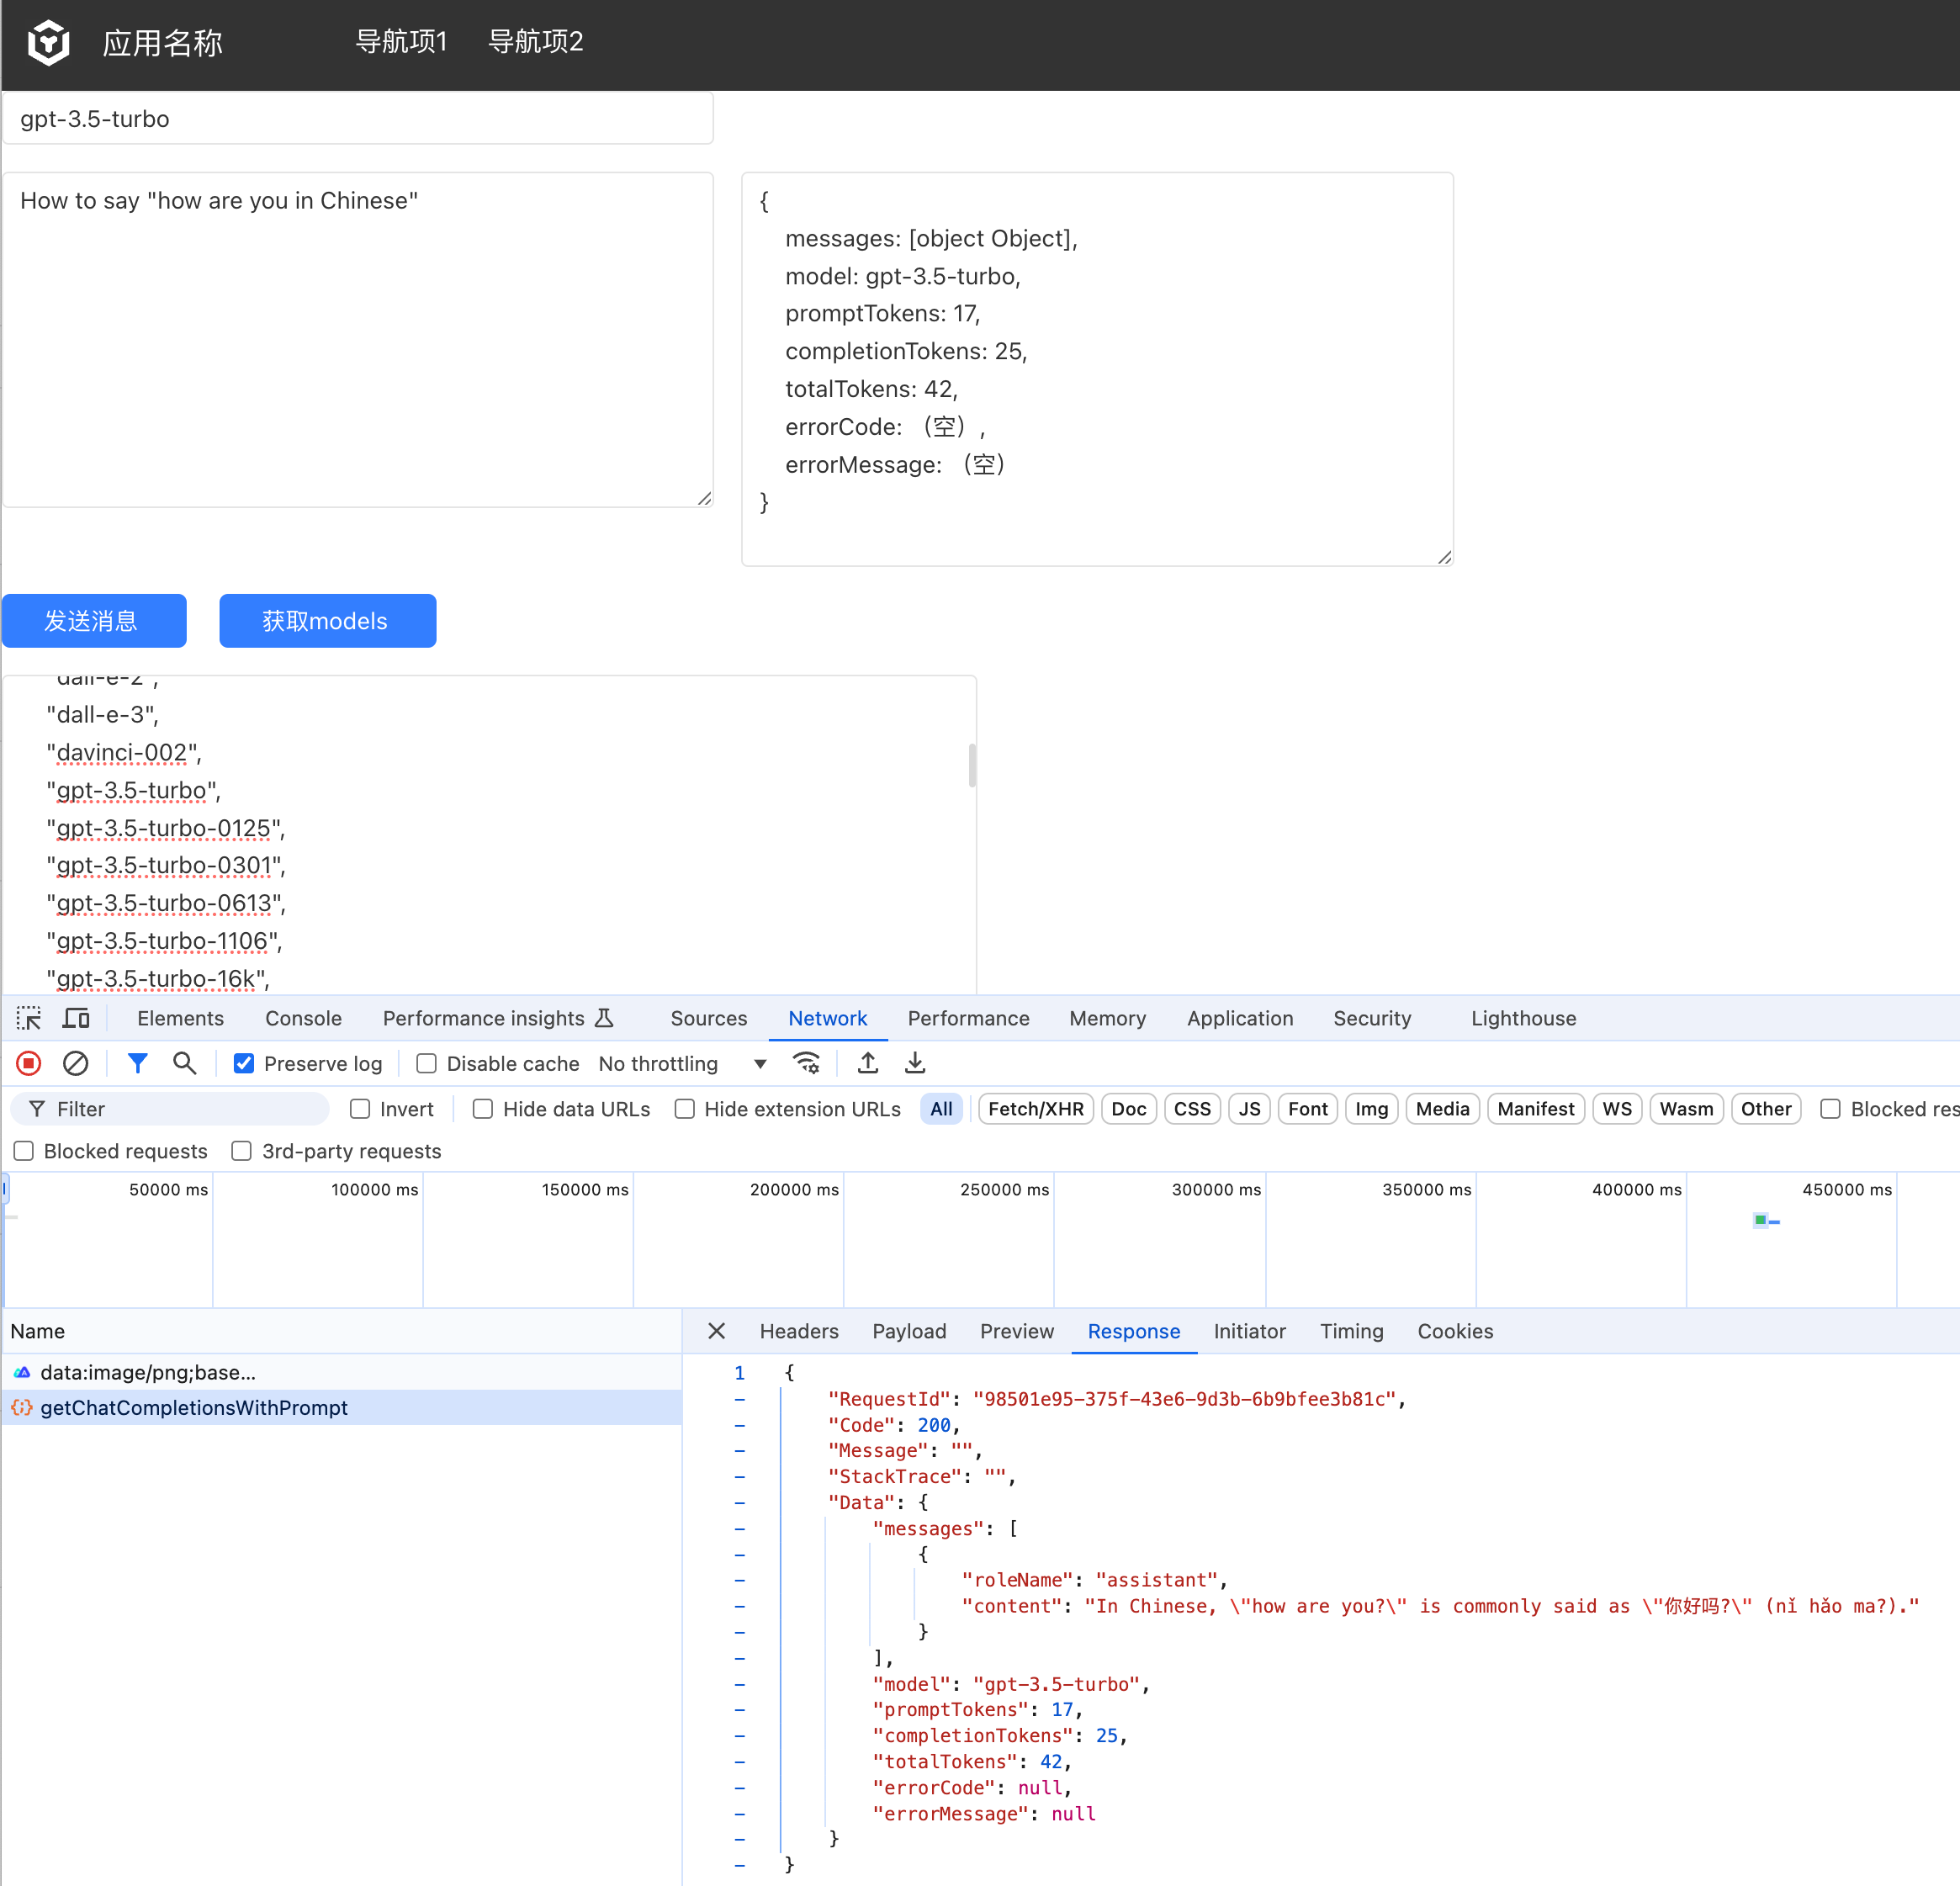 应用名称 导航项1 导航项2
gpt-3.5-turbo
How to say "how are you in Chinese"
{
messages: [object Object],
model: gpt-3.5-turbo,
promptTokens: 17,
completionTokens: 25,
totalTokens: 42,
errorCode: （空）,
errorMessage: （空）
}
发送消息 获取models
"dall-e-2",
"dall-e-3",
"davinci-002",
"gpt-3.5-turbo",
"gpt-3.5-turbo-0125",
"gpt-3.5-turbo-0301",
"gpt-3.5-turbo-0613",
"gpt-3.5-turbo-1106",
"gpt-3.5-turbo-16k",
Elements Console Performance insights Sources Network Performance Memory Application Security Lighthouse
Preserve log Disable cache No throttling
Filter Invert Hide data URLs Hide extension URLs All Fetch/XHR Doc CSS JS Font Img Media Manifest WS Wasm Other Blocked res
Blocked requests 3rd-party requests
50000 ms 100000 ms 150000 ms 200000 ms 250000 ms 300000 ms 350000 ms 400000 ms 450000 ms
Name
data:image/png;base...
getChatCompletionsWithPrompt
Headers Payload Preview Response Initiator Timing Cookies
1 {
- "RequestId": "98501e95-375f-43e6-9d3b-6b9bfee3b81c",
- "Code": 200,
- "Message": "",
- "StackTrace": "",
- "Data": {
- "messages": [
- {
- "roleName": "assistant",
- "content": "In Chinese, \"how are you?\" is commonly said as \"你好吗?\" (nǐ hǎo ma?)."
- }
- ],
- "model": "gpt-3.5-turbo",
- "promptTokens": 17,
- "completionTokens": 25,
- "totalTokens": 42,
- "errorCode": null,
- "errorMessage": null
- }
- }